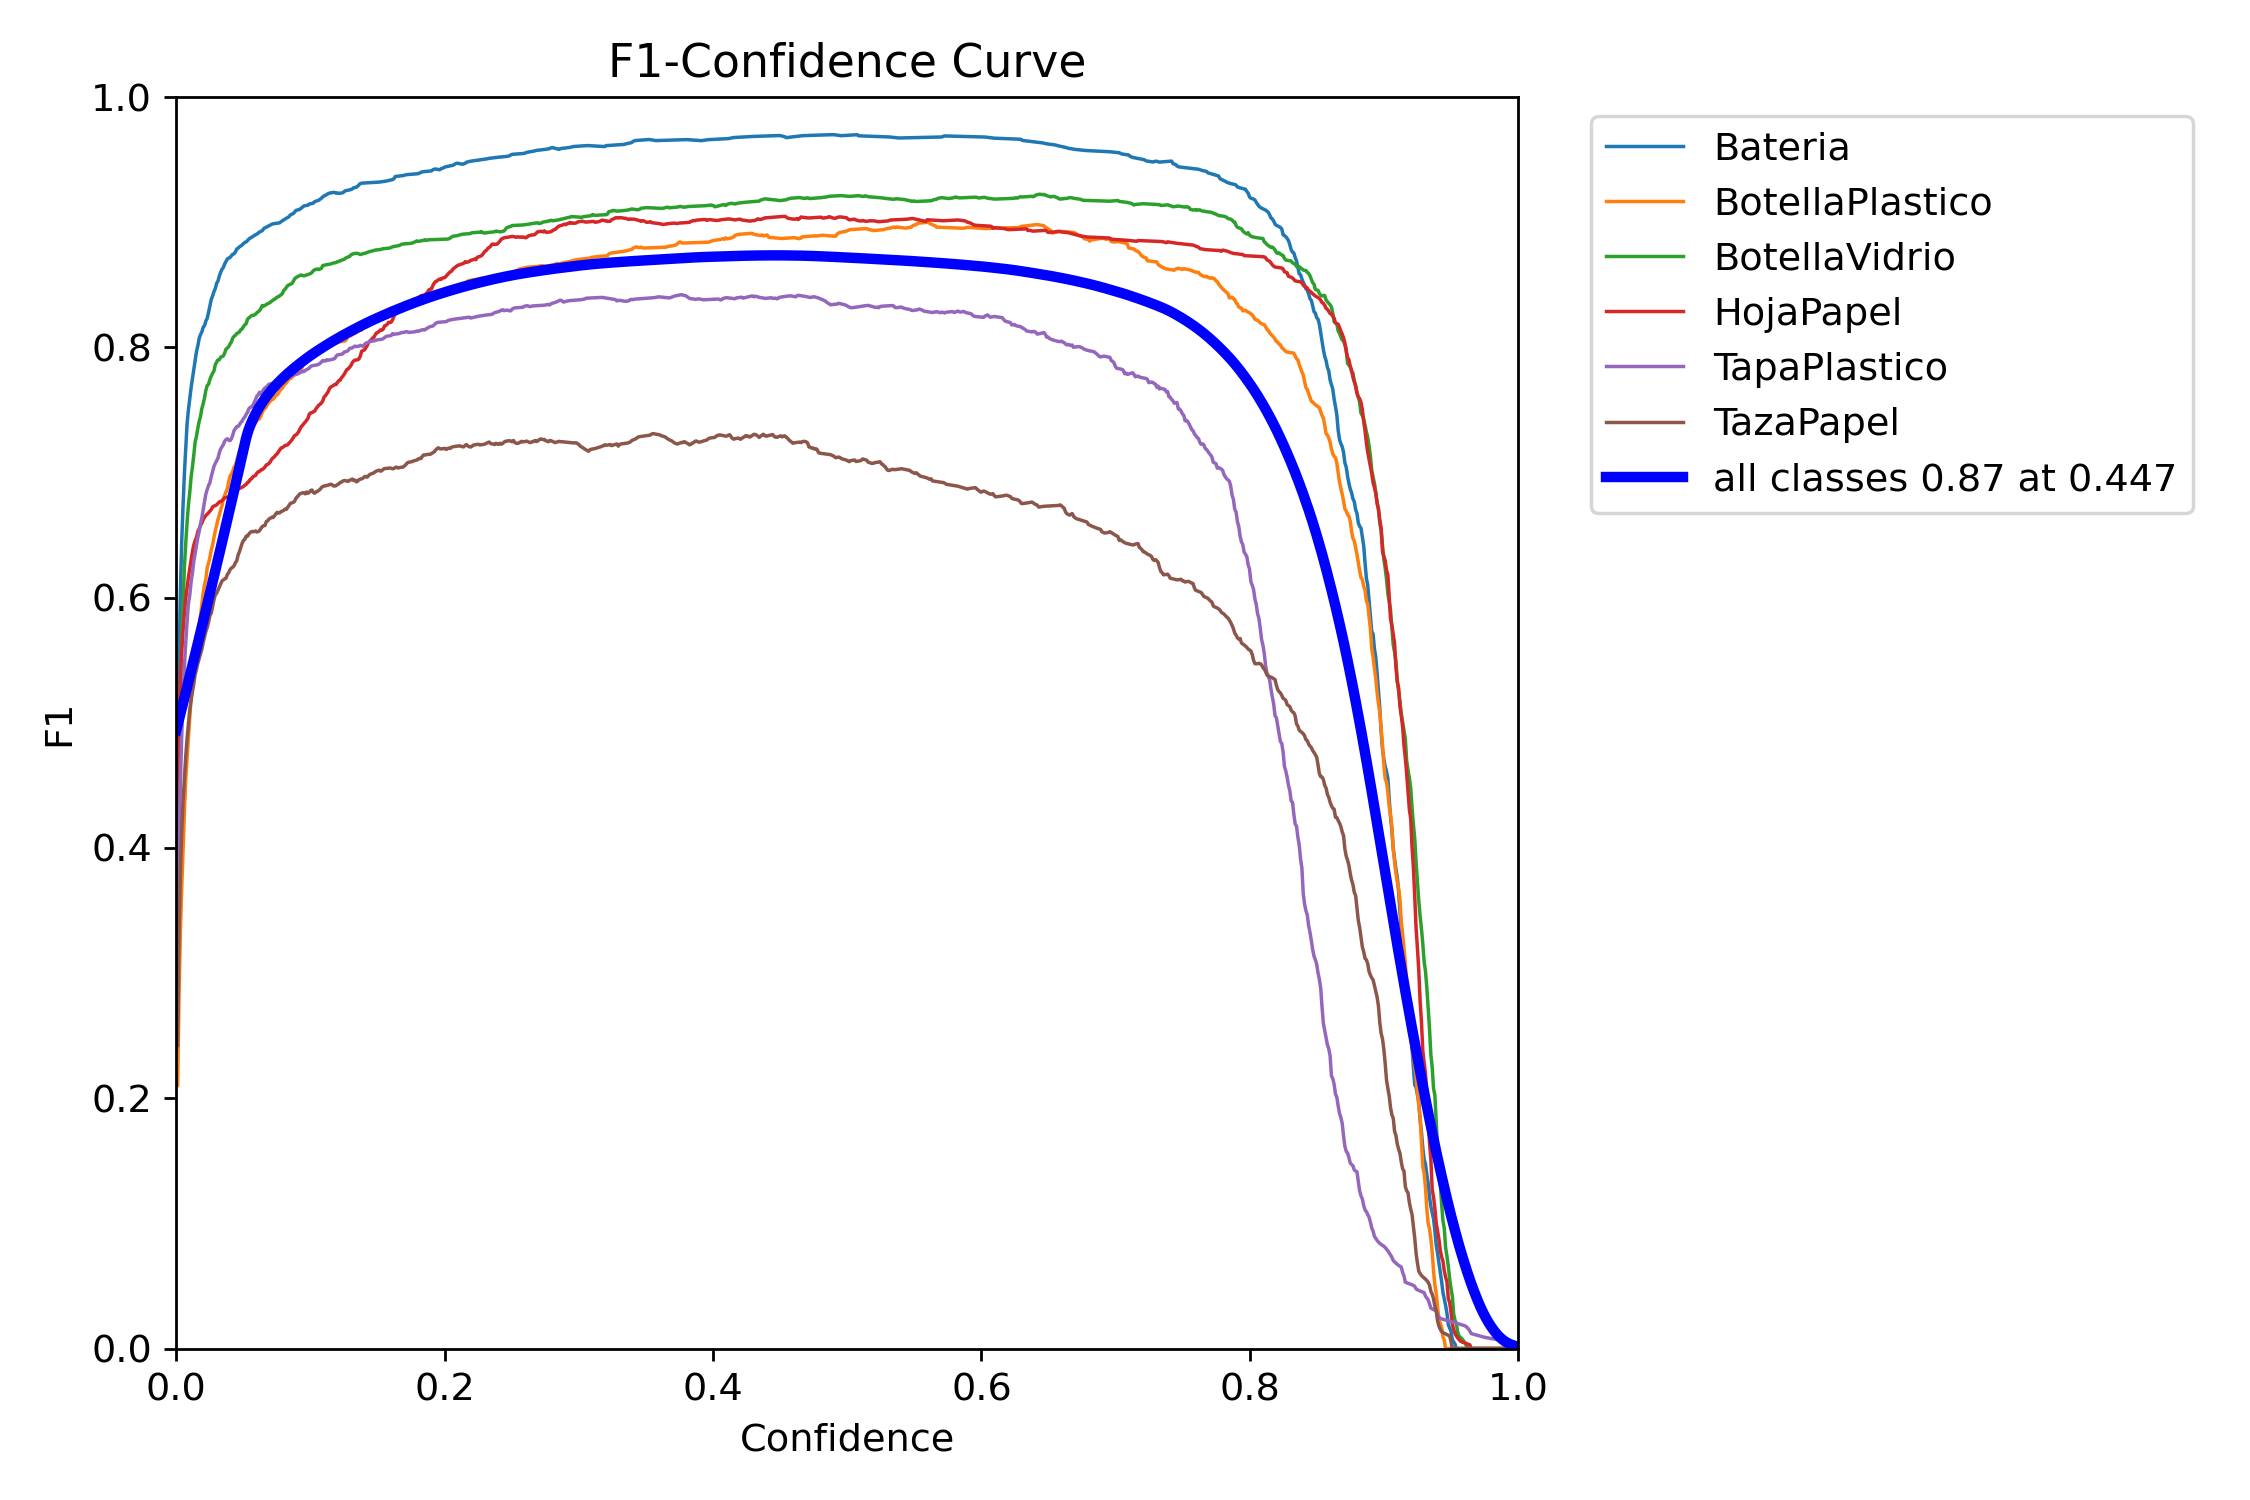 F1-Confidence Curve
1.0
0.8
0.6
0.4
0.2
0.0
F1
0.0 0.2 0.4 0.6 0.8 1.0
Confidence
Bateria
BotellaPlastico
BotellaVidrio
HojaPapel
TapaPlastico
TazaPapel
all classes 0.87 at 0.447